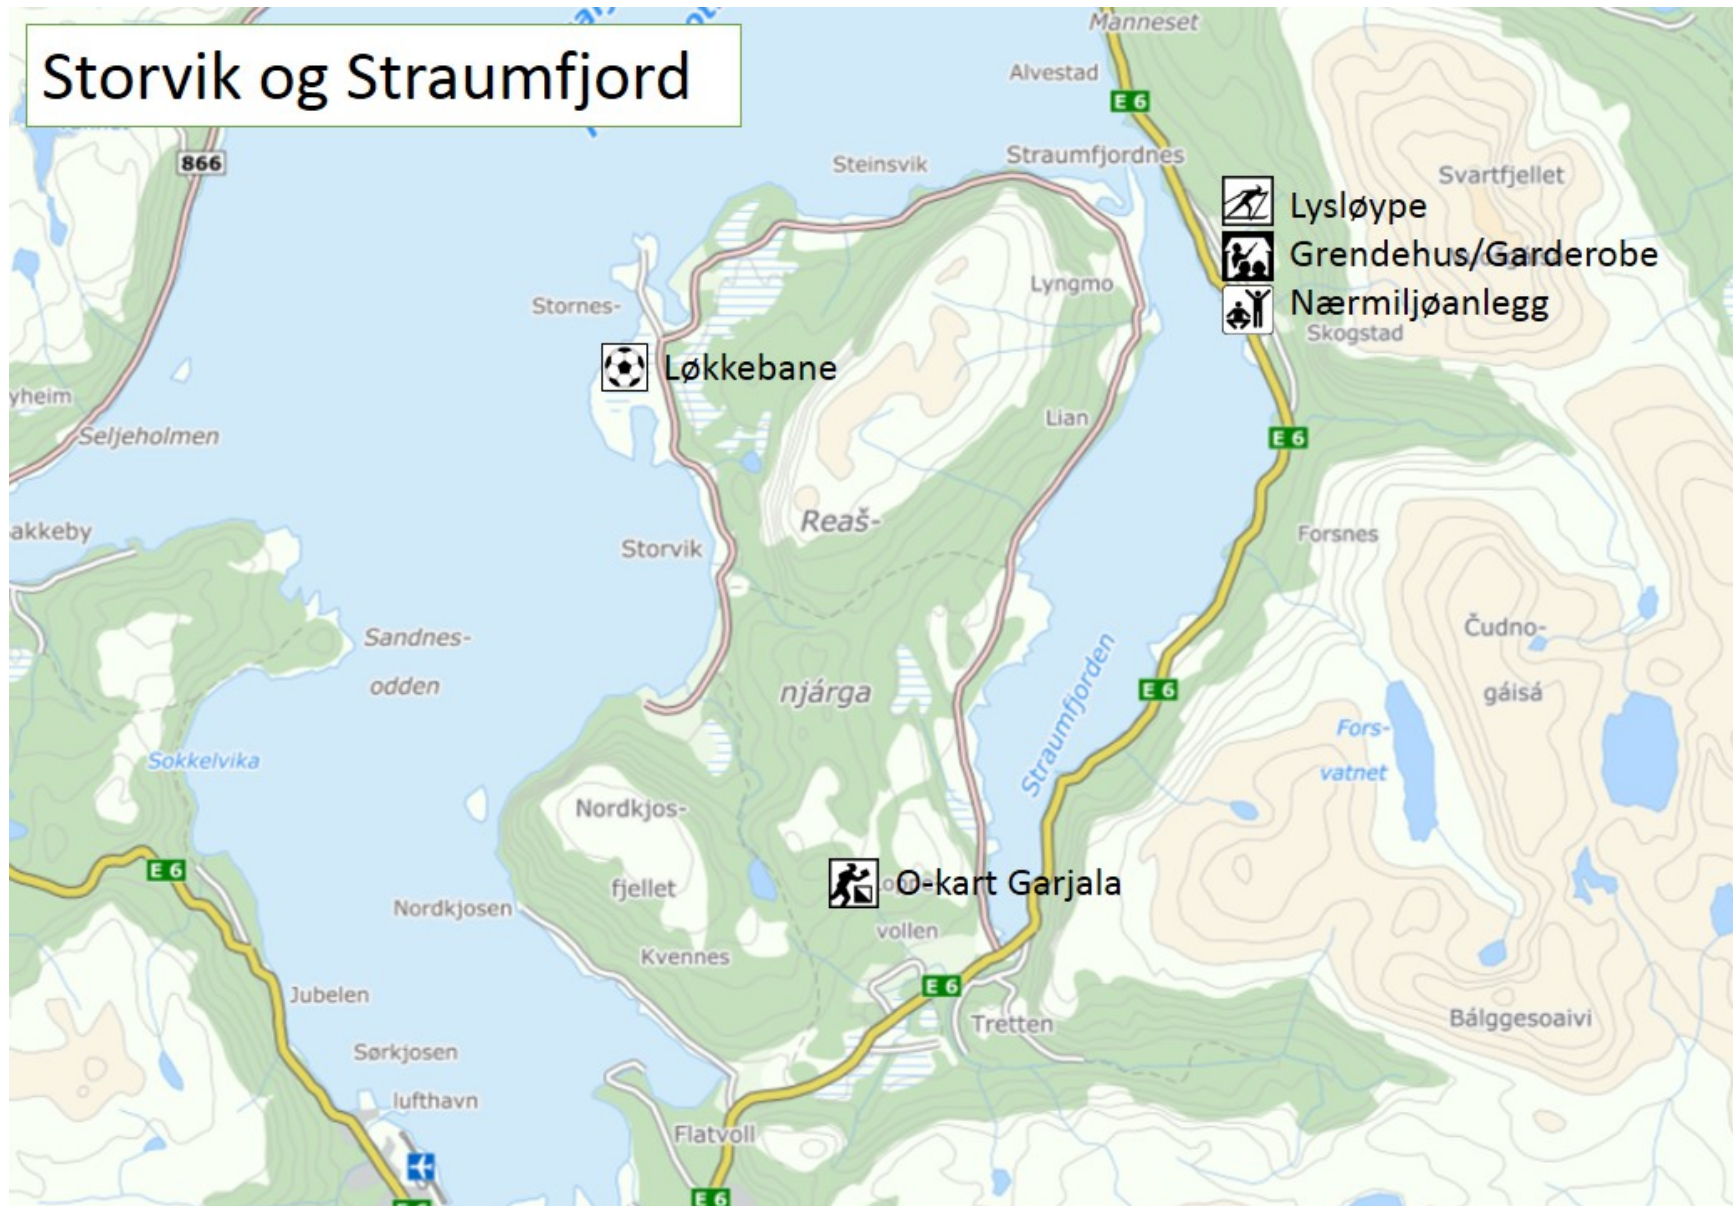 Storvik og Straumfjord
Manneset
Alvestad
E 6
866
Steinsvik
Straumfjordnes
Svartfjellet
Lysløype
Grendehus/Garderobe
Nærmiljøanlegg
Lyngmo
Stornes-
Skogstad
Løkkebane
yheim
Seljeholmen
Lian
E 6
akkeby
Storvik
Reaš-
njárga
Forsnes
Sandnes-
odden
Čudno-
gáisá
Straumfjorden
E 6
Fors-
vatnet
Sokkelvika
Nordkjos-
fjellet
E 6
O-kart Garjala
vollen
Nordkjosen
Kvennes
E 6
Jubelen
Tretten
Bálggesoaivi
Sørkjosen
lufthavn
Flatvoll
E 6
E 6